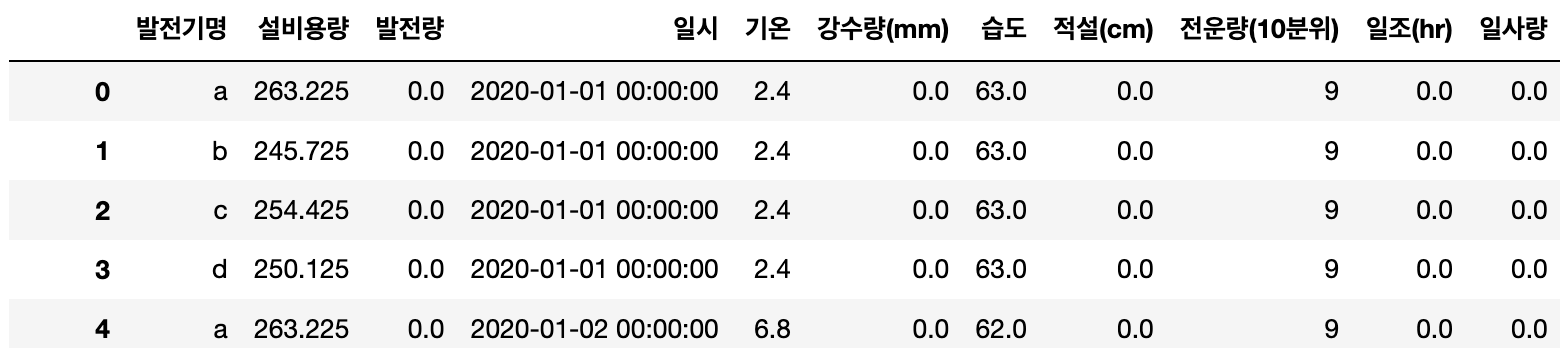 발전기명 설비용량 발전량 일시 기온 강수량(mm) 습도 적설(cm) 전운량(10분위) 일조(hr) 일사량
0 a 263.225 0.0 2020-01-01 00:00:00 2.4 0.0 63.0 0.0 9 0.0 0.0
1 b 245.725 0.0 2020-01-01 00:00:00 2.4 0.0 63.0 0.0 9 0.0 0.0
2 c 254.425 0.0 2020-01-01 00:00:00 2.4 0.0 63.0 0.0 9 0.0 0.0
3 d 250.125 0.0 2020-01-01 00:00:00 2.4 0.0 63.0 0.0 9 0.0 0.0
4 a 263.225 0.0 2020-01-02 00:00:00 6.8 0.0 62.0 0.0 9 0.0 0.0